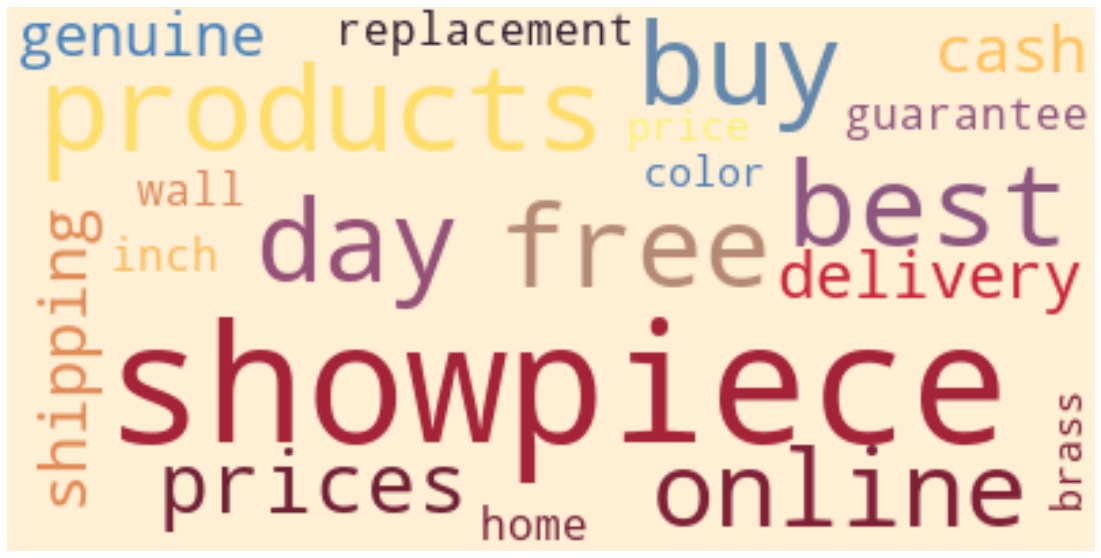 genuine
replacement
buy
cash
products
price
guarantee
color
wall
best
shipping
inch
day
free
delivery
showpiece
brass
prices
online
home